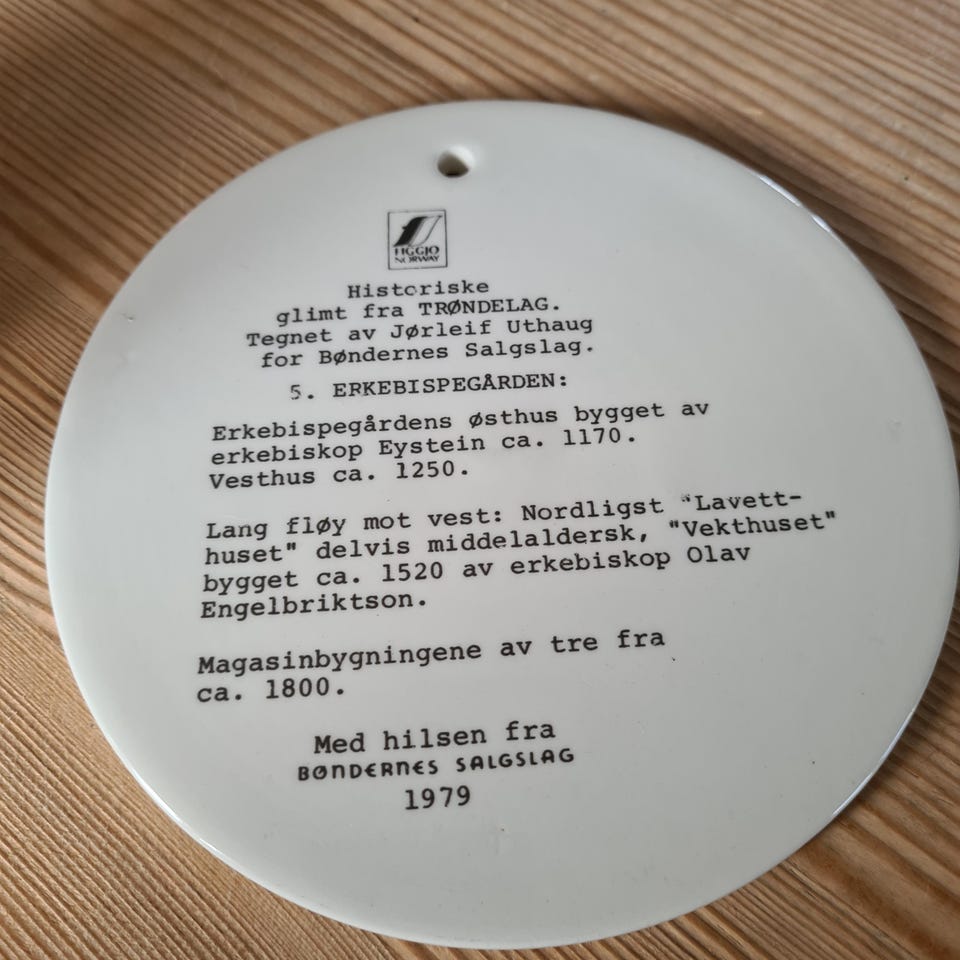 FIGGJO
NORWAY
Historiske
glimt fra TRØNDELAG.
Tegnet av Jørleif Uthaug
for Bøndernes Salgslag.
5. ERKEBISPEGÅRDEN:
Erkebispegårdens østhus bygget av
erkebiskop Eystein ca. 1170.
Vesthus ca. 1250.
Lang fløy mot vest: Nordligst "Lavett-
huset" delvis middelaldersk, "Vekthuset"
bygget ca. 1520 av erkebiskop Olav
Engelbriktson.
Magasinbygningene av tre fra
ca. 1800.
Med hilsen fra
BØNDERNES SALGSLAG
1979